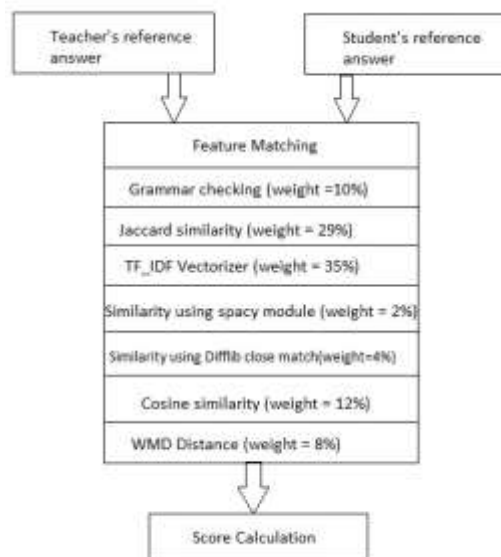 Teacher's reference
answer
Student's reference
answer
Feature Matching
Grammar checking (weight =10%)
Jaccard similarity (weight = 29%)
TF_IDF Vectorizer (weight = 35%)
Similarity using spacy module (weight = 2%)
Similarity using Difflib close match(weight=4%)
Cosine similarity (weight = 12%)
WMD Distance (weight = 8%)
Score Calculation